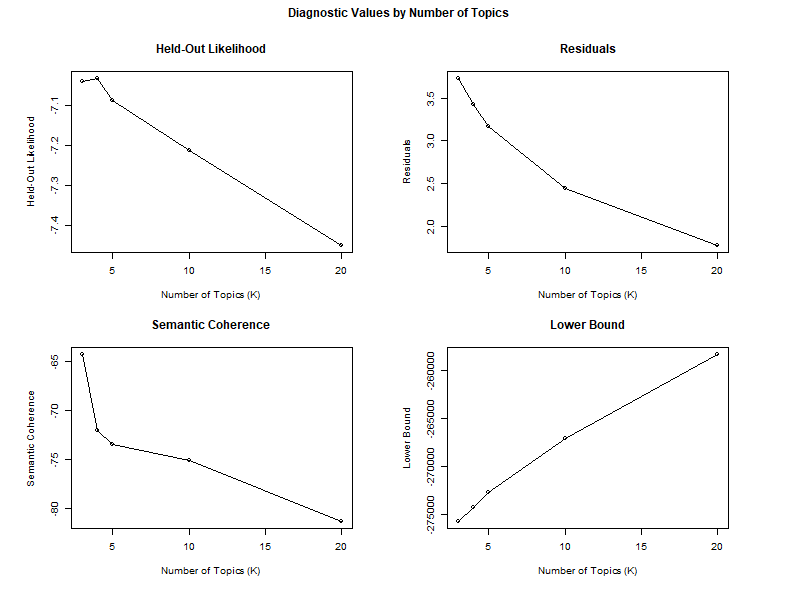 Diagnostic Values by Number of Topics
Held-Out Likelihood
Held-Out Likelihood
-7.1
-7.2
-7.3
-7.4
5
10
15
20
Number of Topics (K)
Residuals
Residuals
3.5
3.0
2.5
2.0
5
10
15
20
Number of Topics (K)
Semantic Coherence
Semantic Coherence
-65
-70
-75
-80
5
10
15
20
Number of Topics (K)
Lower Bound
Lower Bound
-260000
-265000
-270000
-275000
5
10
15
20
Number of Topics (K)